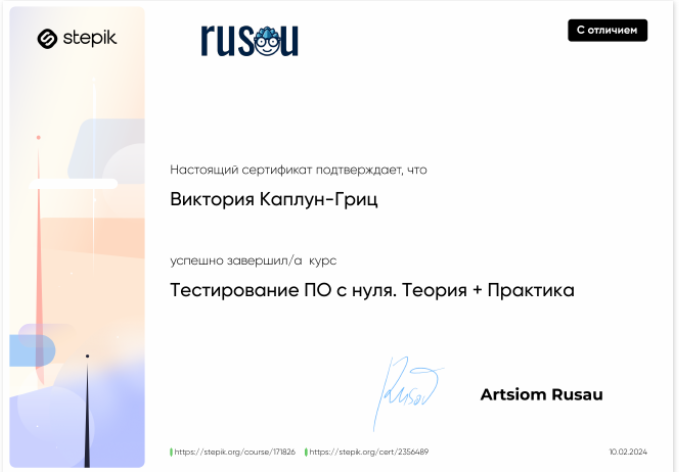 stepik
rusau
С отличием
Настоящий сертификат подтверждает, что
Виктория Каплун-Гриц
успешно завершил/а курс
Тестирование ПО с нуля. Теория + Практика
Rusau
Artsiom Rusau
https://stepik.org/course/171826 https://stepik.org/cert/2356489
10.02.2024